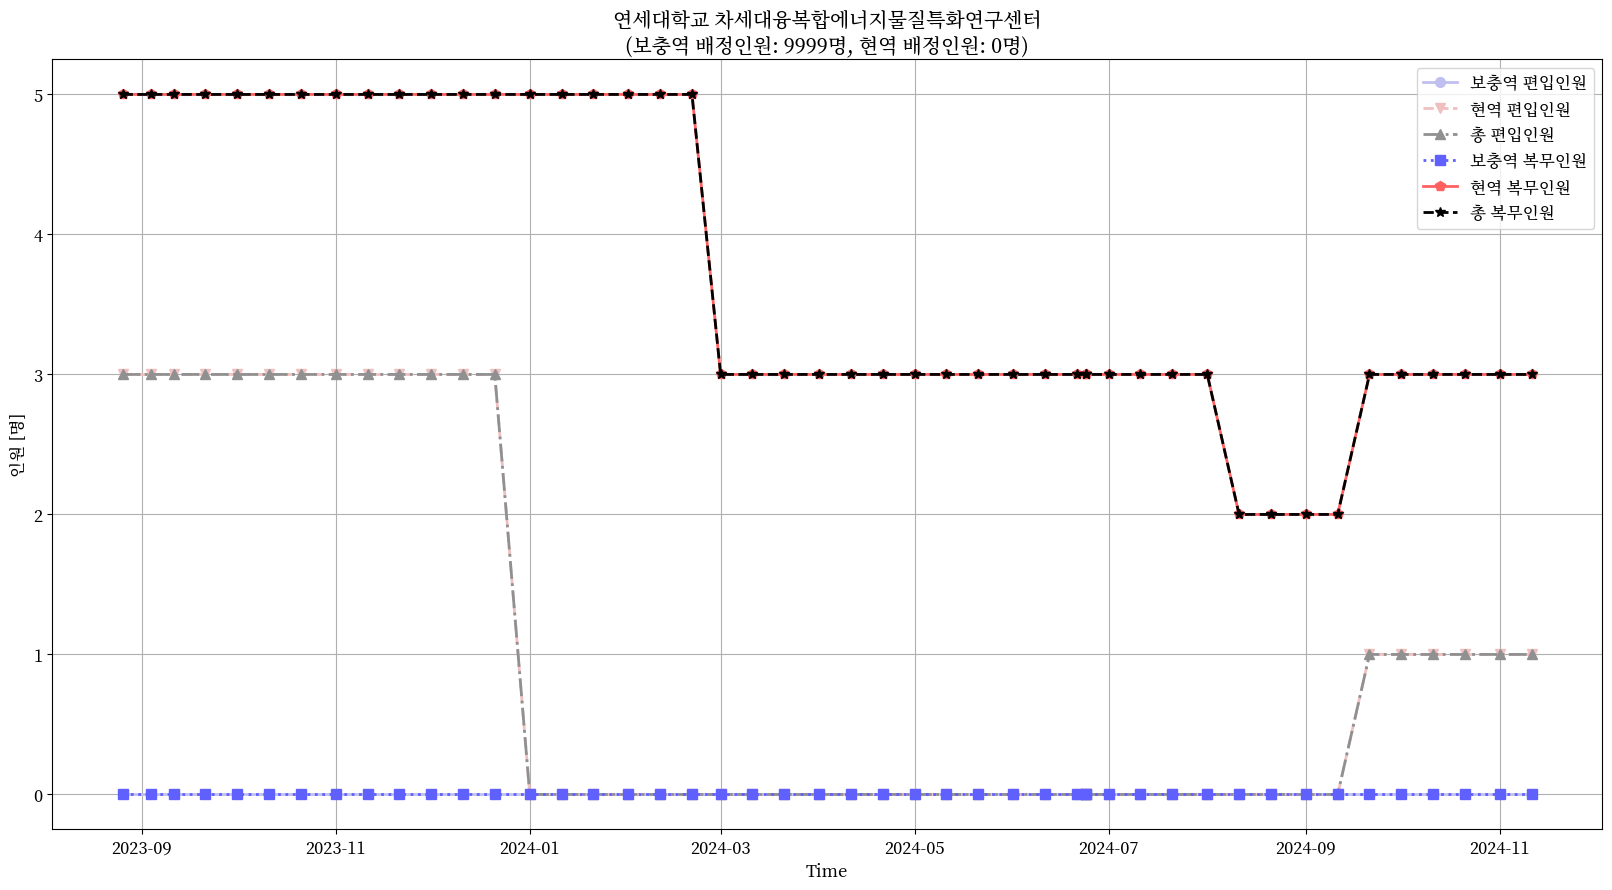 연세대학교 차세대융복합에너지물질특화연구센터
(보충역 배정인원: 9999명, 현역 배정인원: 0명)
보충역 편입인원
현역 편입인원
총 편입인원
보충역 복무인원
현역 복무인원
총 복무인원
인원 [명]
5
4
3
2
1
0
2023-09
2023-11
2024-01
2024-03
2024-05
2024-07
2024-09
2024-11
Time